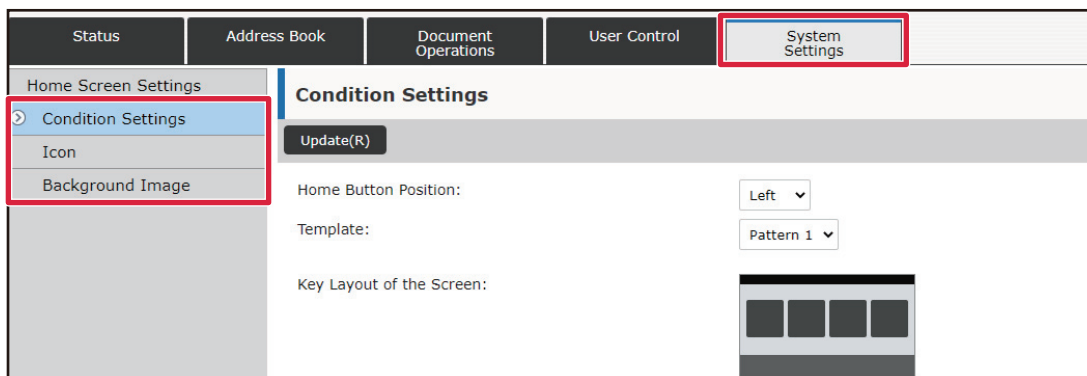 Status
Address Book
Document
Operations
User Control
System
Settings
Home Screen Settings
Condition Settings
Icon
Background Image
Condition Settings
Update(R)
Home Button Position:
Left
Template:
Pattern 1
Key Layout of the Screen: